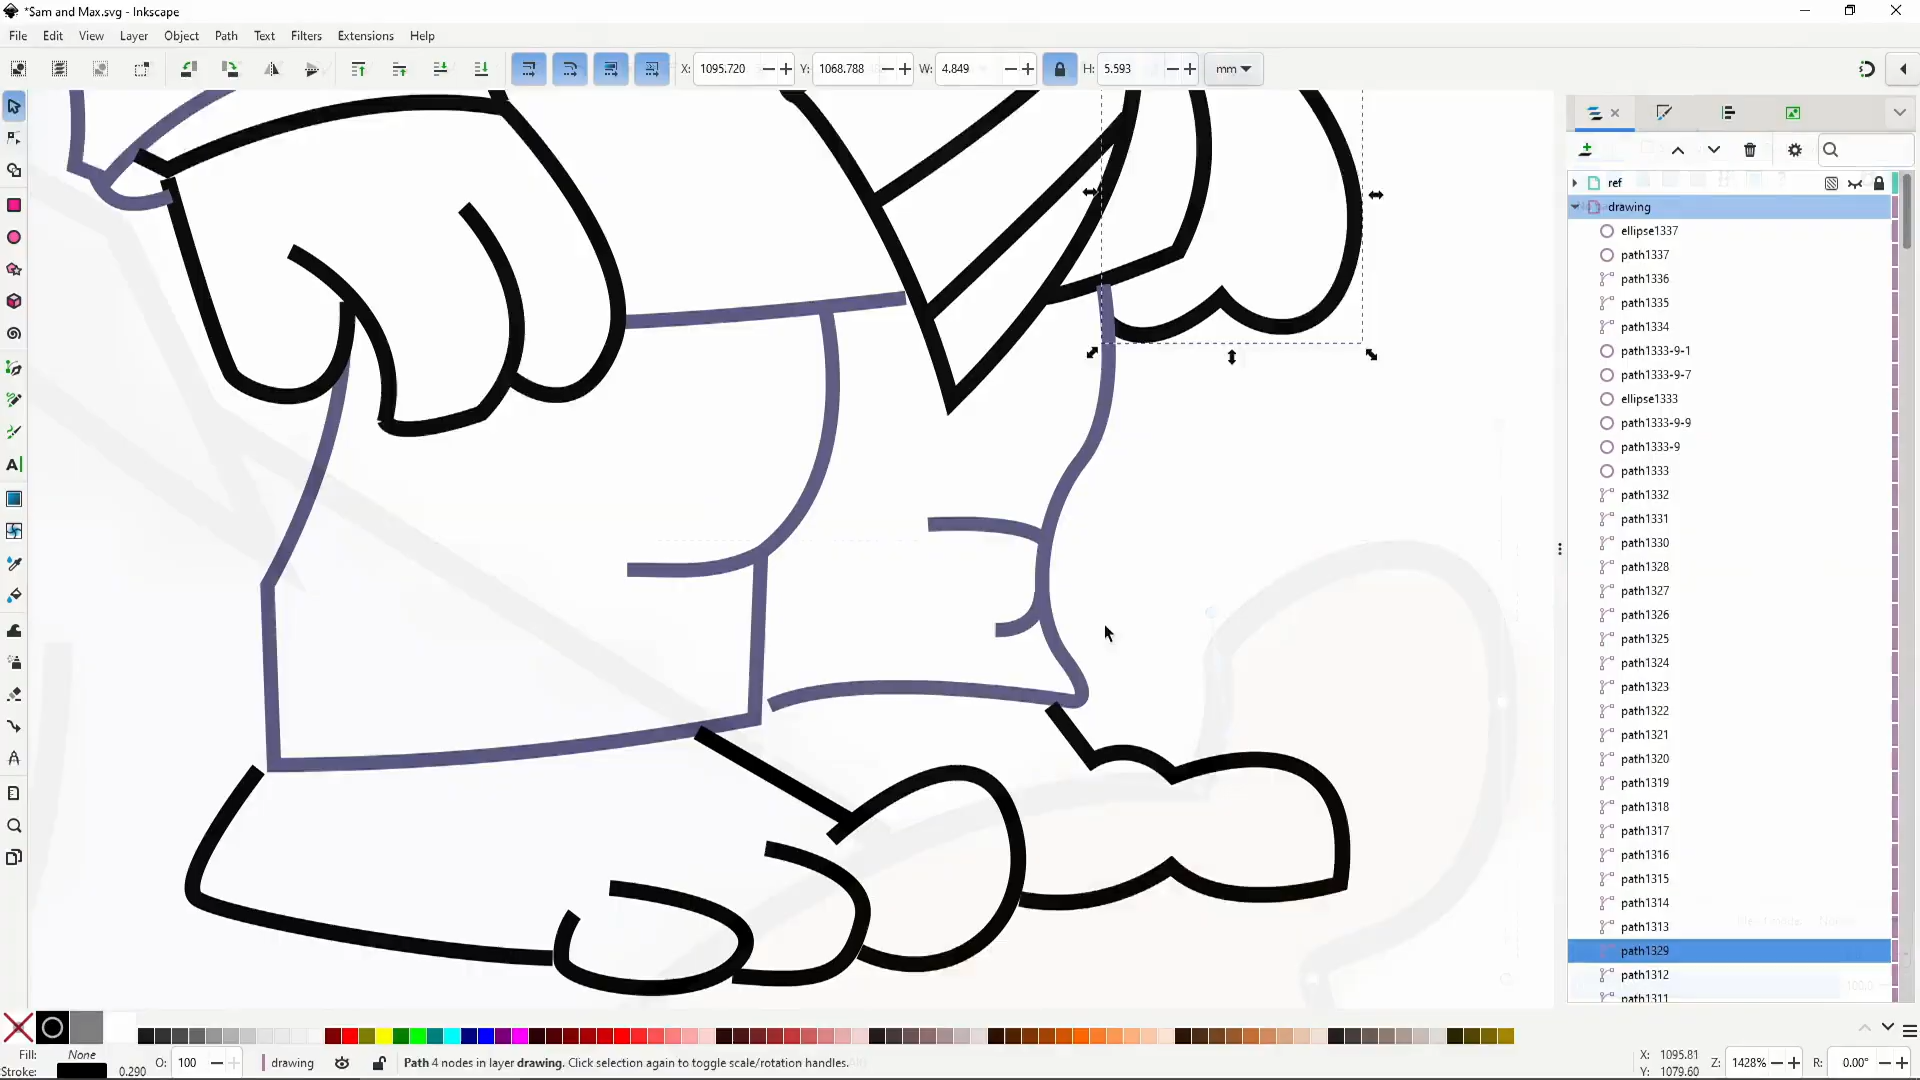 *Sam and Max.svg - Inkscape
File Edit View Layer Object Path Text Filters Extensions Help
X: 1095.720 Y: 1068.788 W: 4.849 H: 5.593 mm
ref
drawing
ellipse1337
path1337
path1336
path1335
path1334
path1333-9-1
path1333-9-7
ellipse1333
path1333-9-9
path1333-9
path1333
path1332
path1331
path1330
path1328
path1327
path1326
path1325
path1324
path1323
path1322
path1321
path1320
path1319
path1318
path1317
path1316
path1315
path1314
path1313
path1329
path1312
path1311
Fill: None
Stroke: 0.290
O: 100
drawing
Path 4 nodes in layer drawing. Click selection again to toggle scale/rotation handles.
X: 1095.81
Y: 1079.60
Z: 1428%
R: 0.00°